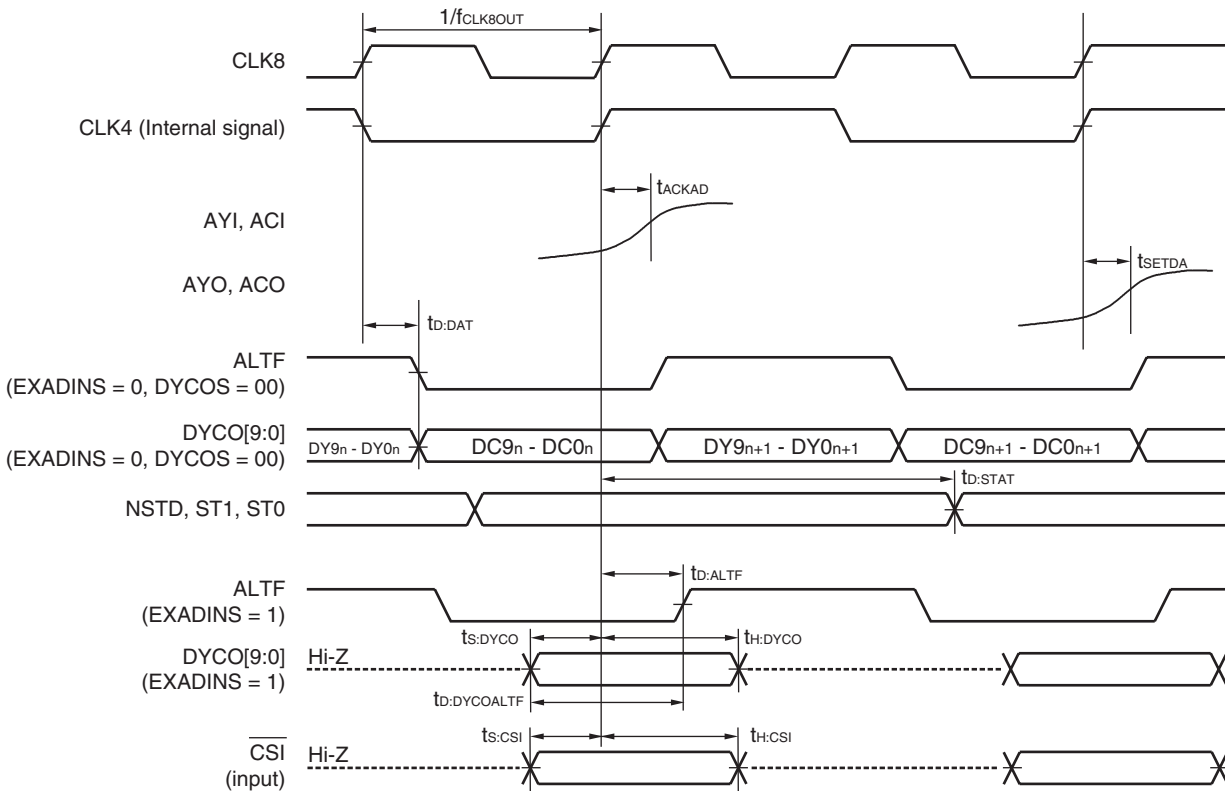 1/fCLK8OUT
CLK8
CLK4 (Internal signal)
tACKAD
AYI, ACI
tSETDA
AYO, ACO
tD:DAT
ALTF
(EXADINS = 0, DYCOS = 00)
DYCO[9:0]
(EXADINS = 0, DYCOS = 00)
DY9n - DY0n
DC9n - DC0n
DY9n+1 - DY0n+1
DC9n+1 - DC0n+1
tD:STAT
NSTD, ST1, ST0
tD:ALTF
ALTF
(EXADINS = 1)
tS:DYCO
tH:DYCO
DYCO[9:0]
(EXADINS = 1)
Hi-Z
tD:DYCOALTF
tS:CSI
tH:CSI
CSI
(input)
Hi-Z